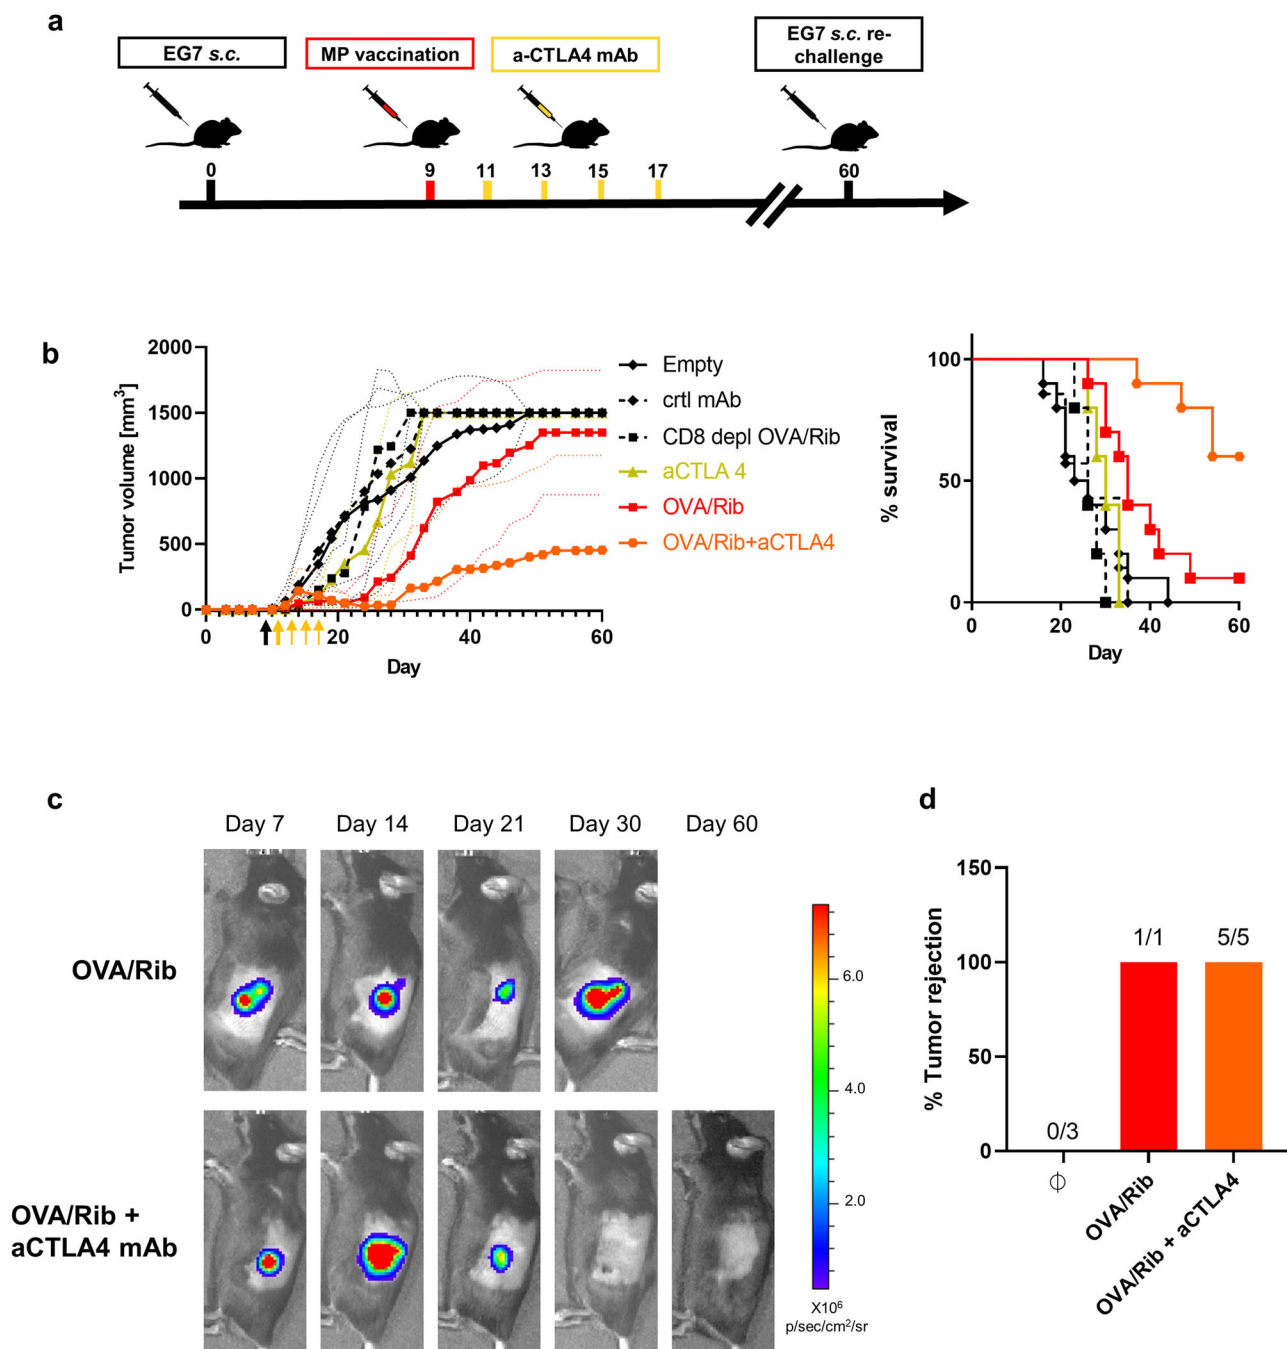 a
EG7 s.c.
MP vaccination
a-CTLA4 mAb
EG7 s.c. re-
challenge
0
9
11
13
15
17
60
b
Tumor volume [mm3]
2000
1500
1000
500
0
0
20
40
60
Day
Empty
crtl mAb
CD8 depl OVA/Rib
aCTLA 4
OVA/Rib
OVA/Rib+aCTLA4
% survival
100
50
0
0
20
40
60
Day
c
Day 7
Day 14
Day 21
Day 30
Day 60
OVA/Rib
OVA/Rib +
aCTLA4 mAb
6.0
4.0
2.0
X10⁶
p/sec/cm²/sr
d
% Tumor rejection
150
100
50
0
0/3
1/1
5/5
⌽
OVA/Rib
OVA/Rib + aCTLA4